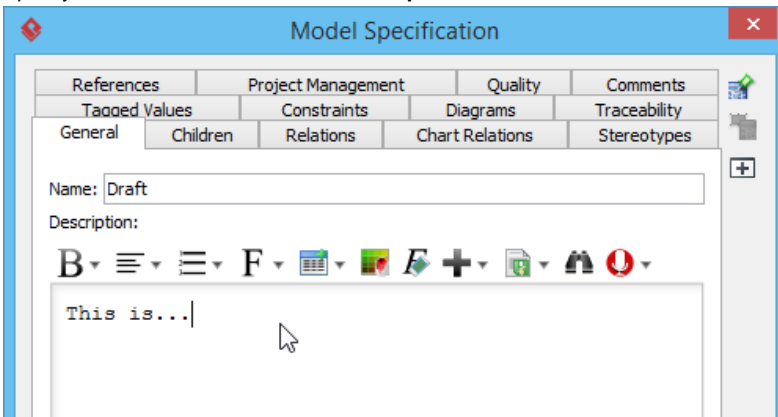 Model Specification
References Project Management Quality Comments
Tagged Values Constraints Diagrams Traceability
General Children Relations Chart Relations Stereotypes
Name: Draft
Description:
B F F
This is...